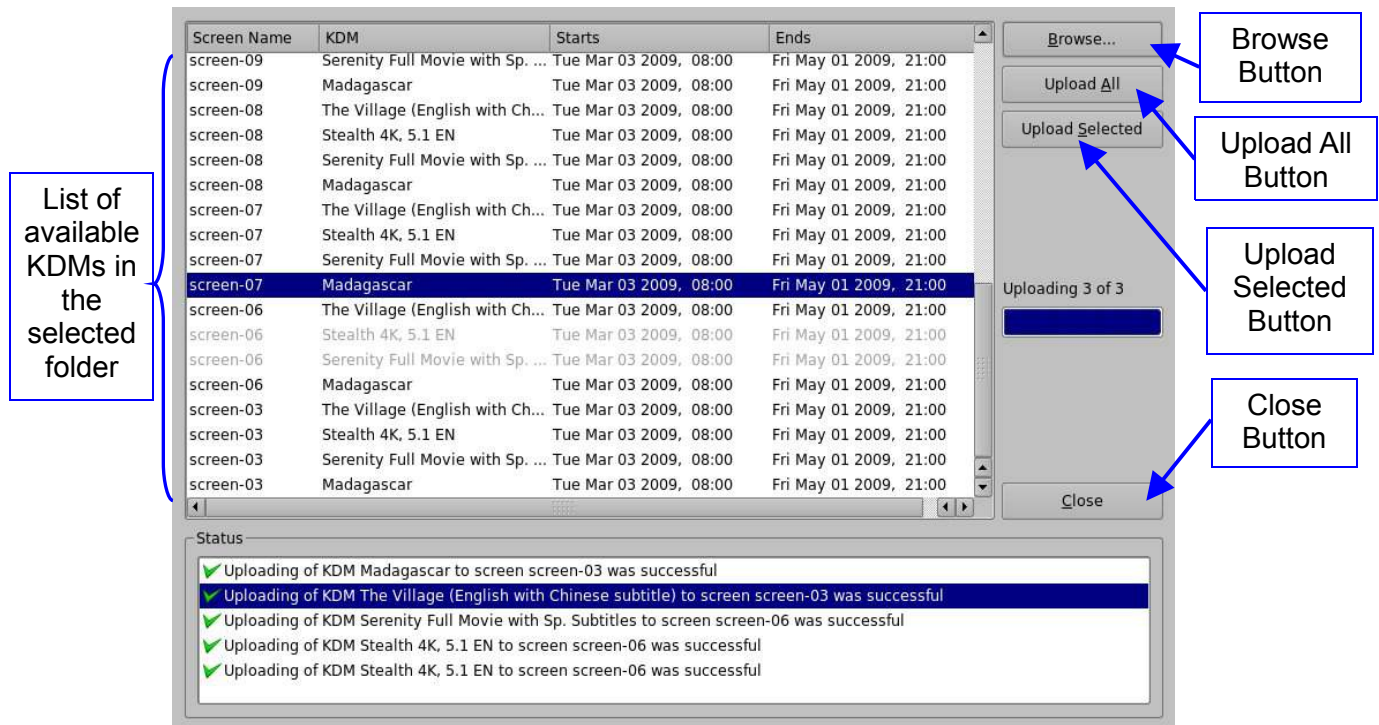 Screen Name KDM Starts Ends
screen-09 Serenity Full Movie with Sp. ... Tue Mar 03 2009, 08:00 Fri May 01 2009, 21:00
screen-09 Madagascar Tue Mar 03 2009, 08:00 Fri May 01 2009, 21:00
screen-08 The Village (English with Ch... Tue Mar 03 2009, 08:00 Fri May 01 2009, 21:00
screen-08 Stealth 4K, 5.1 EN Tue Mar 03 2009, 08:00 Fri May 01 2009, 21:00
screen-08 Serenity Full Movie with Sp. ... Tue Mar 03 2009, 08:00 Fri May 01 2009, 21:00
screen-08 Madagascar Tue Mar 03 2009, 08:00 Fri May 01 2009, 21:00
screen-07 The Village (English with Ch... Tue Mar 03 2009, 08:00 Fri May 01 2009, 21:00
screen-07 Stealth 4K, 5.1 EN Tue Mar 03 2009, 08:00 Fri May 01 2009, 21:00
screen-07 Serenity Full Movie with Sp. ... Tue Mar 03 2009, 08:00 Fri May 01 2009, 21:00
screen-07 Madagascar Tue Mar 03 2009, 08:00 Fri May 01 2009, 21:00
screen-06 The Village (English with Ch... Tue Mar 03 2009, 08:00 Fri May 01 2009, 21:00
screen-06 Stealth 4K, 5.1 EN Tue Mar 03 2009, 08:00 Fri May 01 2009, 21:00
screen-06 Serenity Full Movie with Sp. ... Tue Mar 03 2009, 08:00 Fri May 01 2009, 21:00
screen-06 Madagascar Tue Mar 03 2009, 08:00 Fri May 01 2009, 21:00
screen-03 The Village (English with Ch... Tue Mar 03 2009, 08:00 Fri May 01 2009, 21:00
screen-03 Stealth 4K, 5.1 EN Tue Mar 03 2009, 08:00 Fri May 01 2009, 21:00
screen-03 Serenity Full Movie with Sp. ... Tue Mar 03 2009, 08:00 Fri May 01 2009, 21:00
screen-03 Madagascar Tue Mar 03 2009, 08:00 Fri May 01 2009, 21:00
Browse...
Upload All
Upload Selected
Uploading 3 of 3
Close
Status
Uploading of KDM Madagascar to screen screen-03 was successful
Uploading of KDM The Village (English with Chinese subtitle) to screen screen-03 was successful
Uploading of KDM Serenity Full Movie with Sp. Subtitles to screen screen-06 was successful
Uploading of KDM Stealth 4K, 5.1 EN to screen screen-06 was successful
Uploading of KDM Stealth 4K, 5.1 EN to screen screen-06 was successful
List of
available
KDMs in
the
selected
folder
Browse
Button
Upload All
Button
Upload
Selected
Button
Close
Button